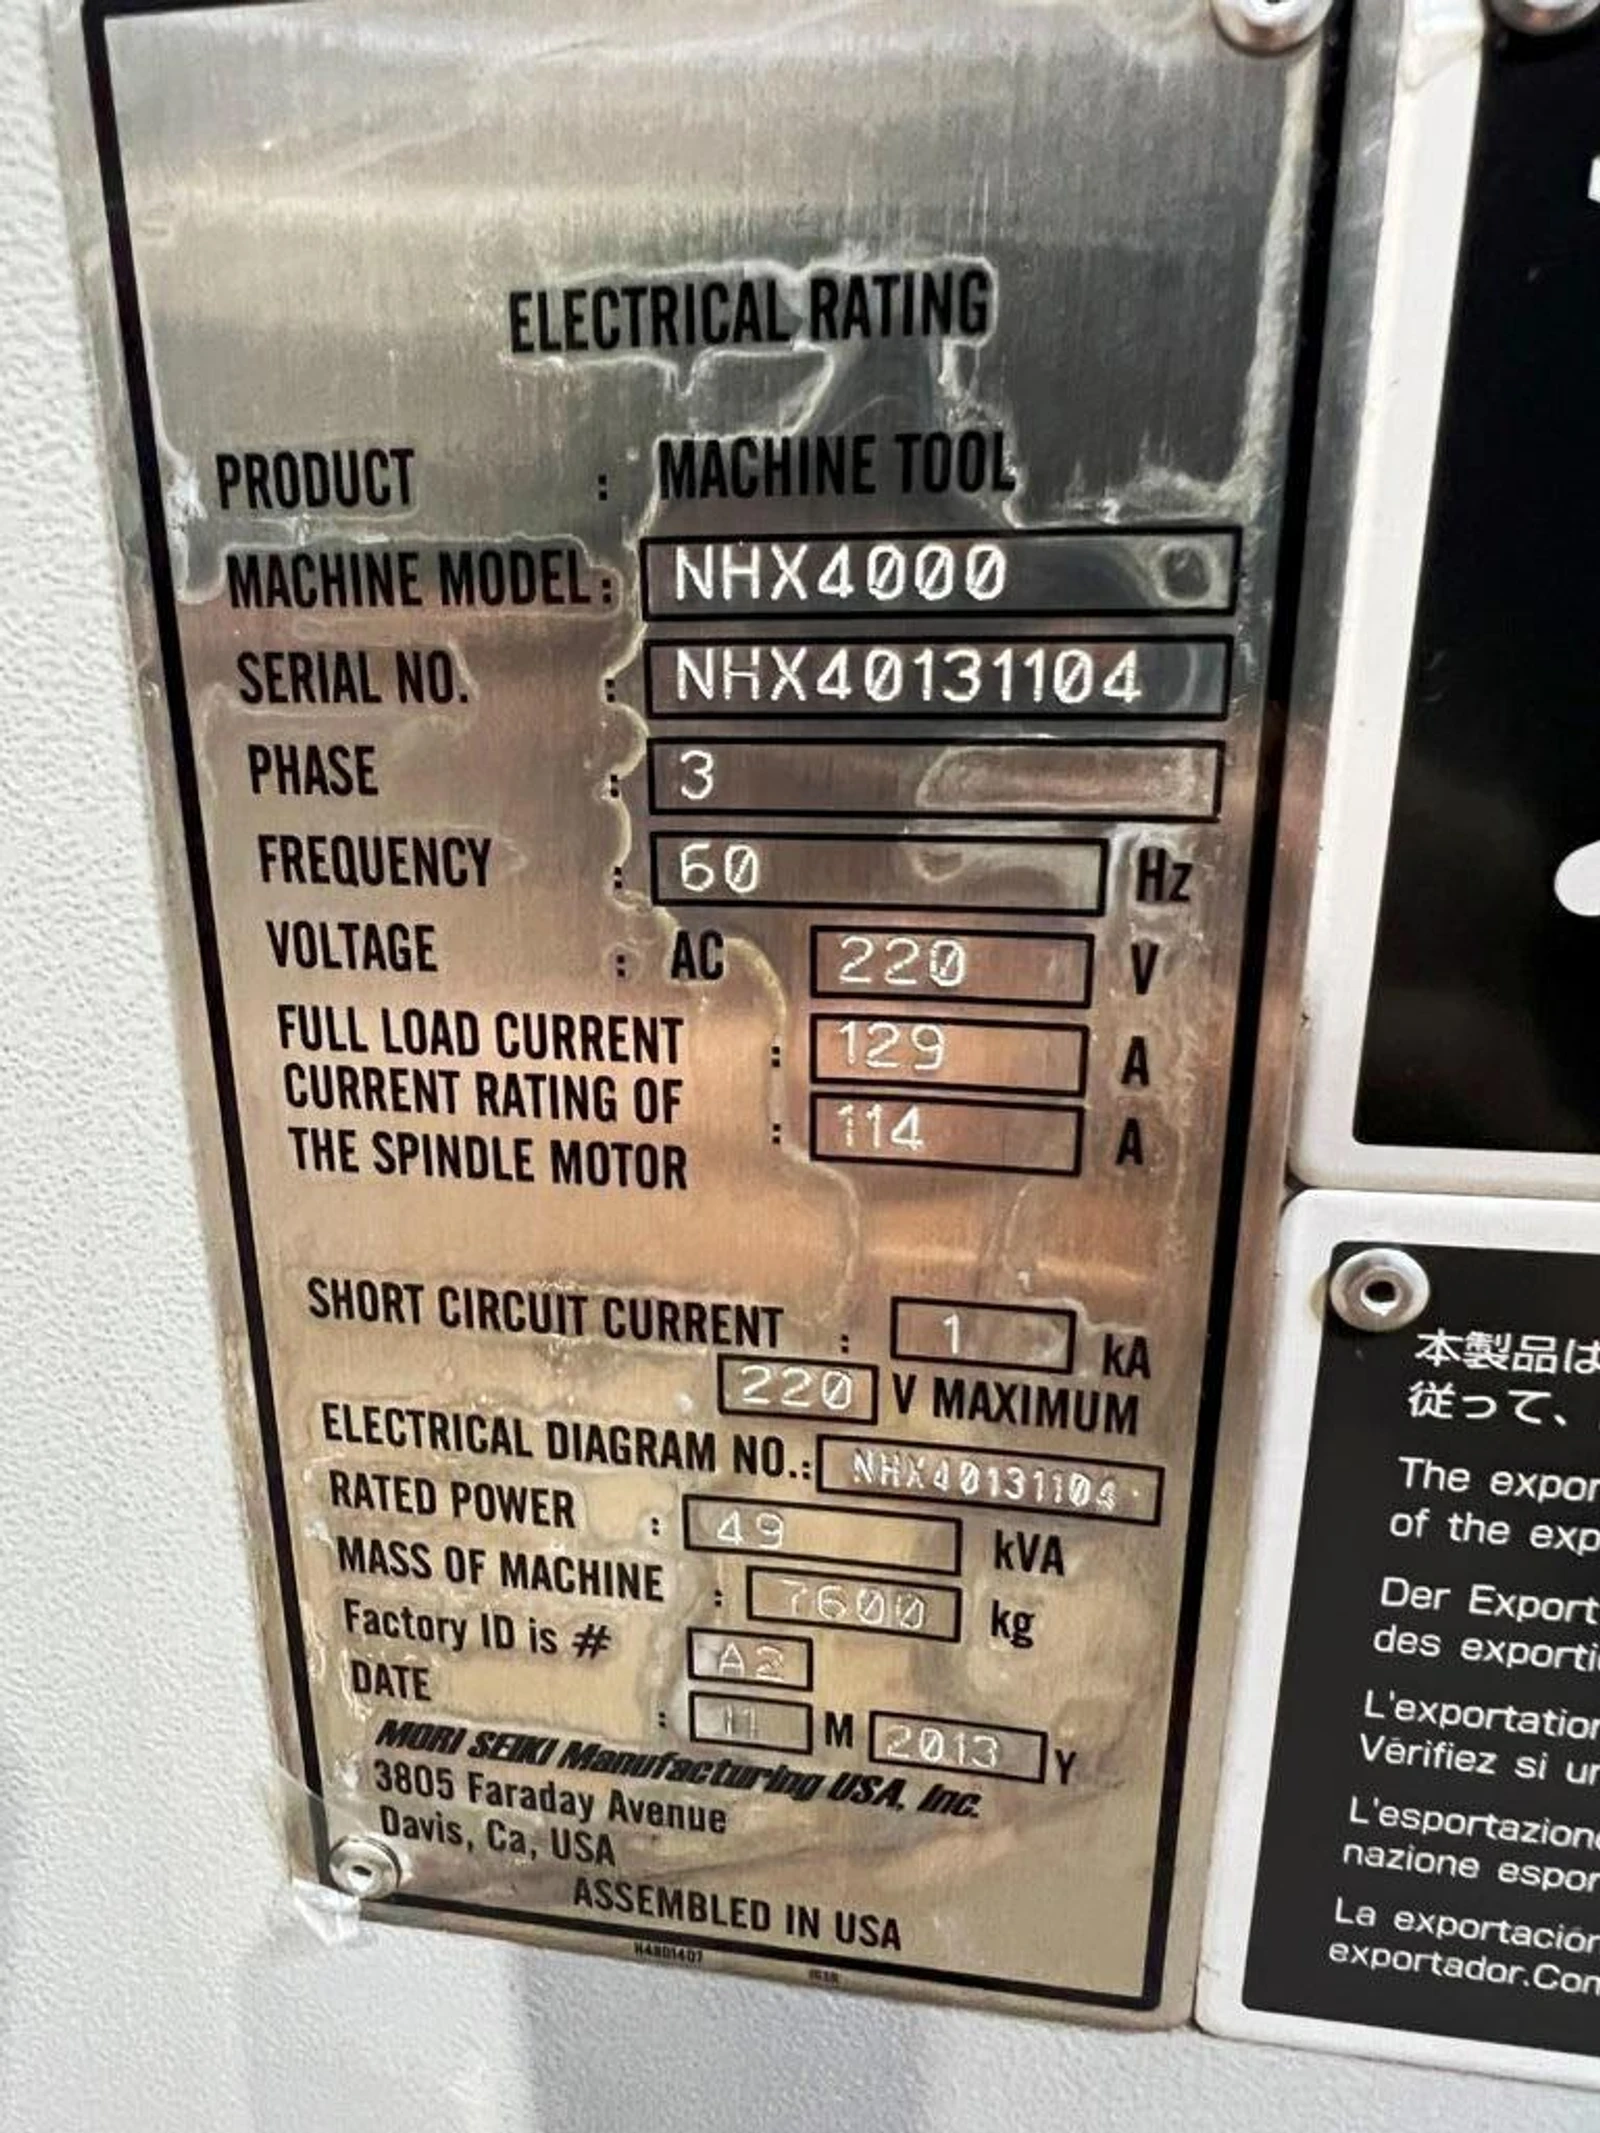 ELECTRICAL RATING
PRODUCT : MACHINE TOOL
MACHINE MODEL : NHX4000
SERIAL NO. : NHX40131104
PHASE : 3
FREQUENCY : 60 Hz
VOLTAGE : AC 220 V
FULL LOAD CURRENT : 129 A
CURRENT RATING OF
THE SPINDLE MOTOR : 114 A
SHORT CIRCUIT CURRENT : 1 kA
220 V MAXIMUM
ELECTRICAL DIAGRAM NO.: NHX40131104
RATED POWER : 49 kVA
MASS OF MACHINE : 7600 kg
Factory ID is # A2
DATE : 11 M 2013 Y
MORI SEIKI Manufacturing USA, Inc.
3805 Faraday Avenue
Davis, Ca, USA
ASSEMBLED IN USA
本製品は
従って、
The expor
of the exp
Der Export
des exporti
L'exportation
Vérifiez si un
L'esportazione
nazione espor
La exportación
exportador.Con